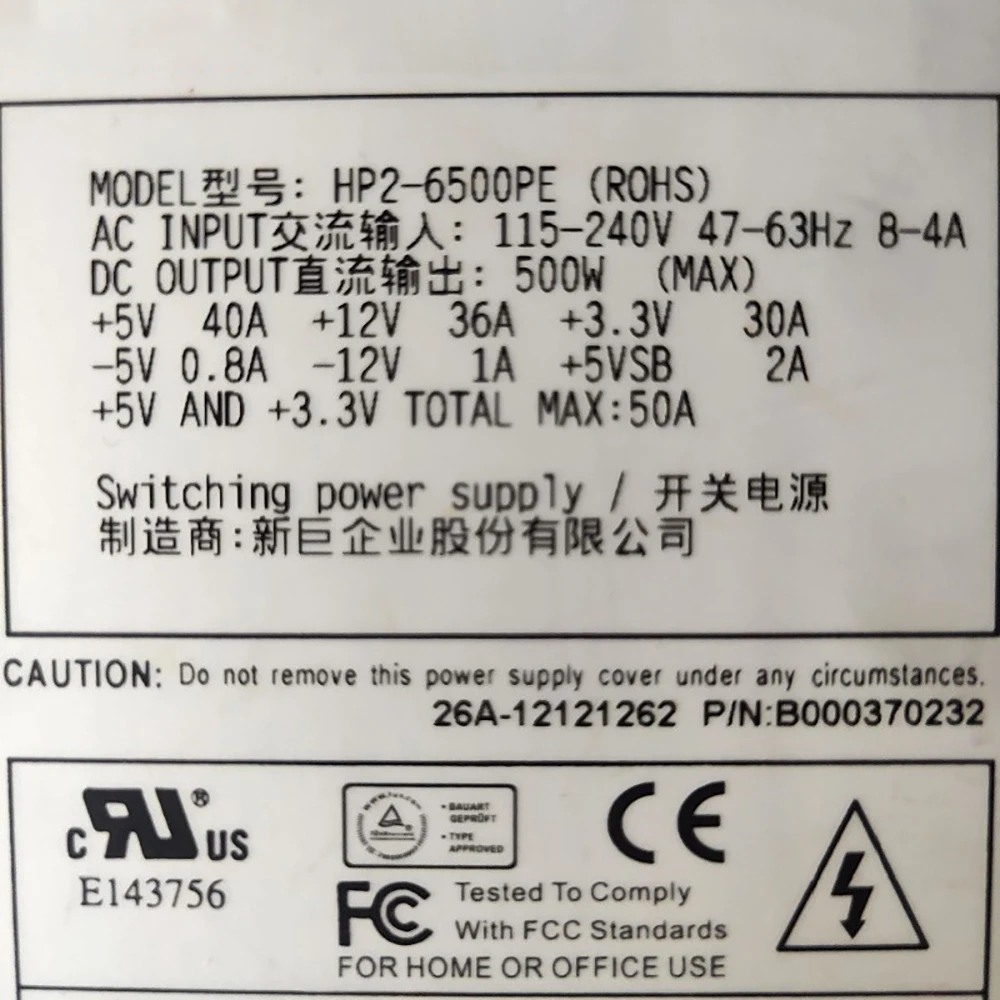 MODEL型号: HP2-6500PE (ROHS)
AC INPUT交流输入: 115-240V 47-63Hz 8-4A
DC OUTPUT直流输出: 500W (MAX)
+5V 40A +12V 36A +3.3V 30A
-5V 0.8A -12V 1A +5VSB 2A
+5V AND +3.3V TOTAL MAX:50A
Switching power supply / 开关电源
制造商:新巨企业股份有限公司
CAUTION: Do not remove this power supply cover under any circumstances.
26A-12121262 P/N:B000370232
c RU ® US
E143756
• BAUART
GEPRÜFT
• TYPE
APPROVED
CE
FC Tested To Comply
With FCC Standards
FOR HOME OR OFFICE USE